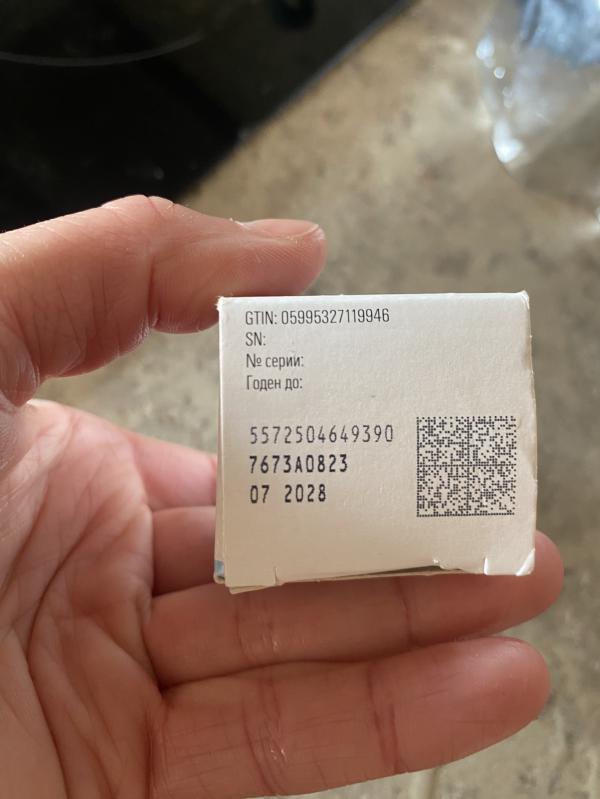 GTIN: 05995327119946
SN:
№ серии:
Годен до:
5572504649390
7673A0823
07 2028